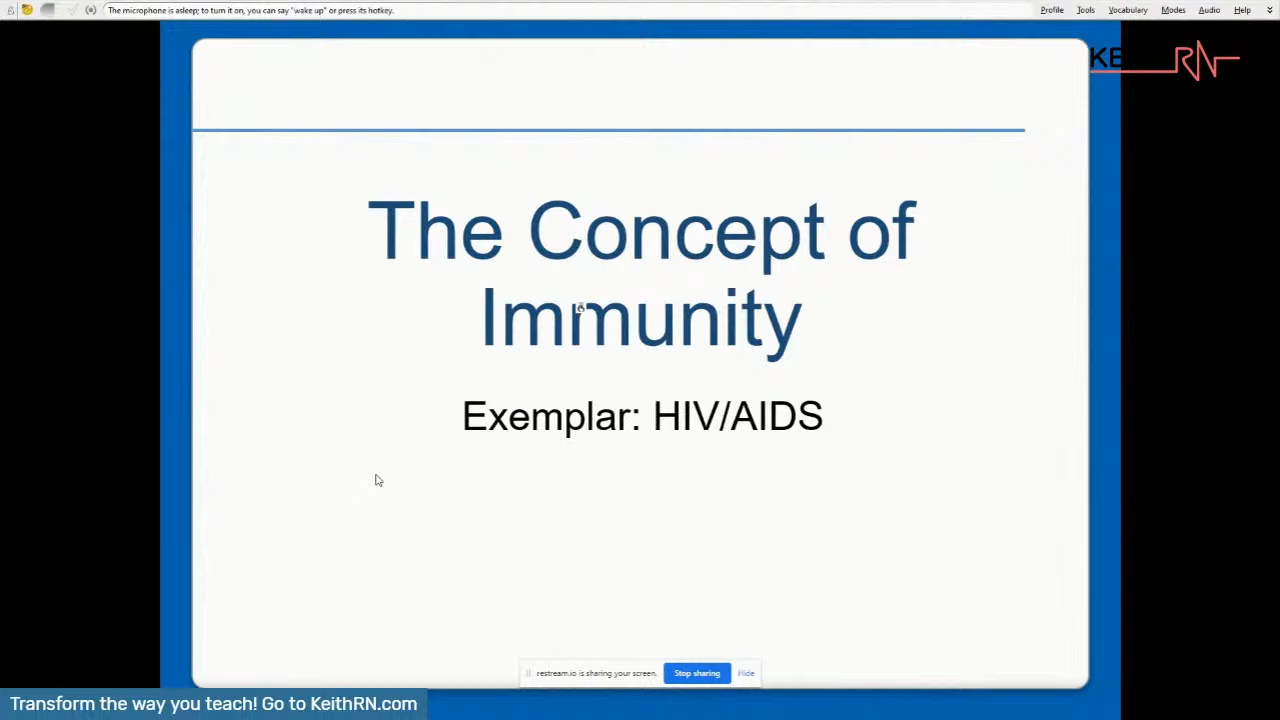 The microphone is asleep; to turn it on, you can say "wake up" or press its hotkey.
Profile Tools Vocabulary Modes Audio Help
KE RN
The Concept of
Immunity
Exemplar: HIV/AIDS
restream.io is sharing your screen. Stop sharing Hide
Transform the way you teach! Go to KeithRN.com